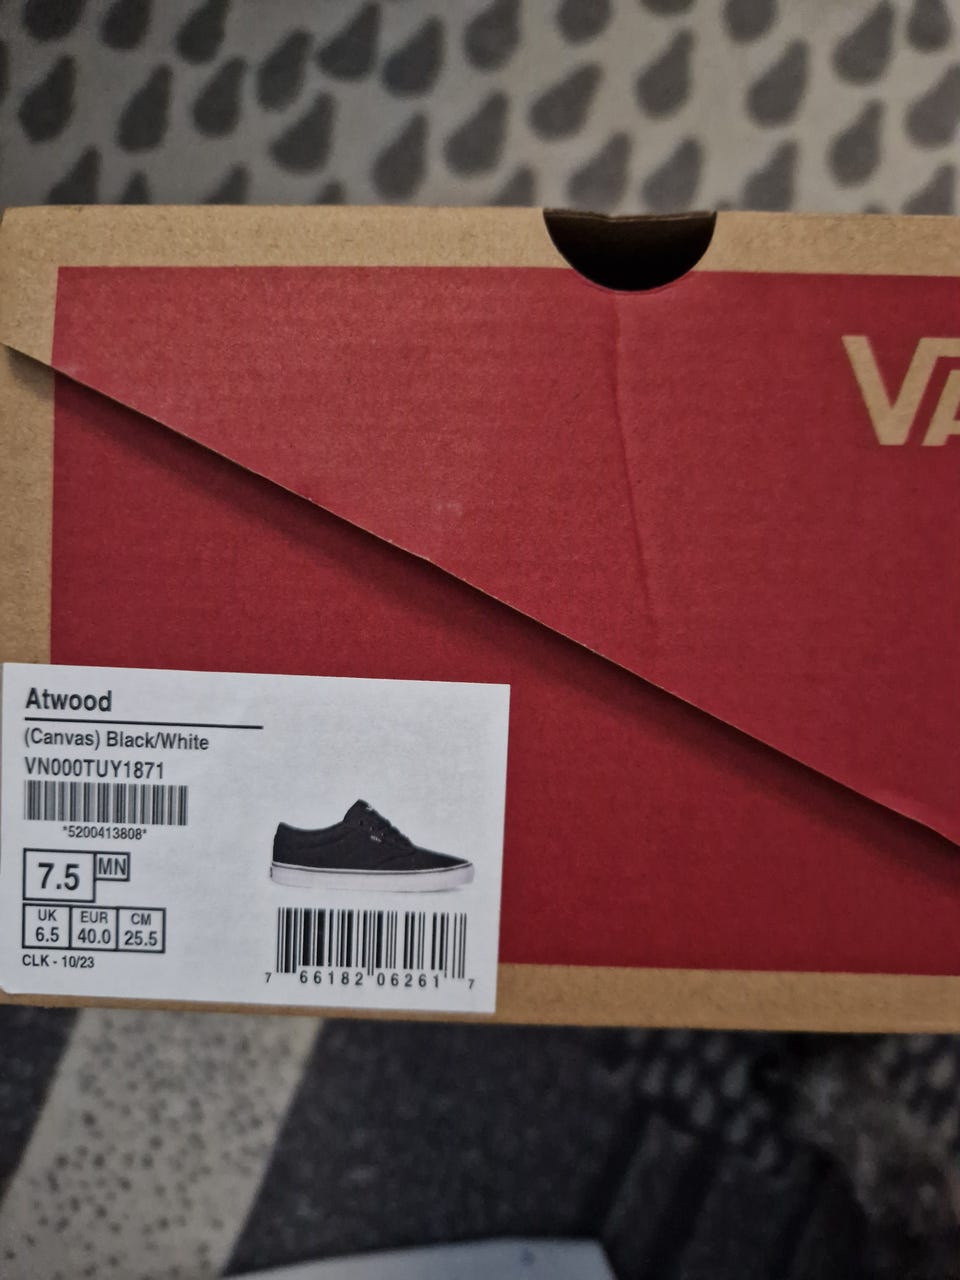 VA
Atwood
(Canvas) Black/White
VN000TUY1871
*5200413808*
7.5 MN
UK EUR CM
6.5 40.0 25.5
CLK - 10/23
7 66182 06261 7